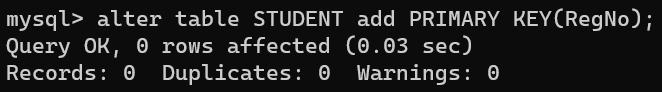 mysql> alter table STUDENT add PRIMARY KEY(RegNo);
Query OK, 0 rows affected (0.03 sec)
Records: 0  Duplicates: 0  Warnings: 0